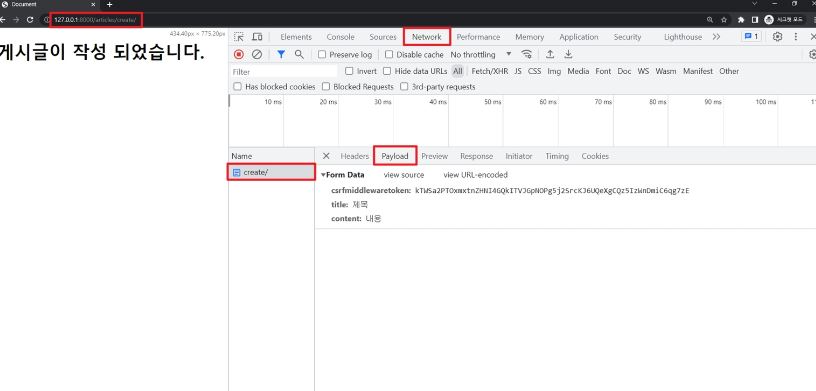 Document
127.0.0.1:8000/articles/create/
시크릿 모드
434.40px × 775.20px
게시글이 작성 되었습니다.
Elements Console Sources Network Performance Memory Application Security Lighthouse 1
Preserve log Disable cache No throttling
Filter Invert Hide data URLs All Fetch/XHR JS CSS Img Media Font Doc WS Wasm Manifest Other
Has blocked cookies Blocked Requests 3rd-party requests
10 ms 20 ms 30 ms 40 ms 50 ms 60 ms 70 ms 80 ms 90 ms 100 ms
Name Headers Payload Preview Response Initiator Timing Cookies
create/
Form Data view source view URL-encoded
csrfmiddlewaretoken:
title: 제목
content: 내용